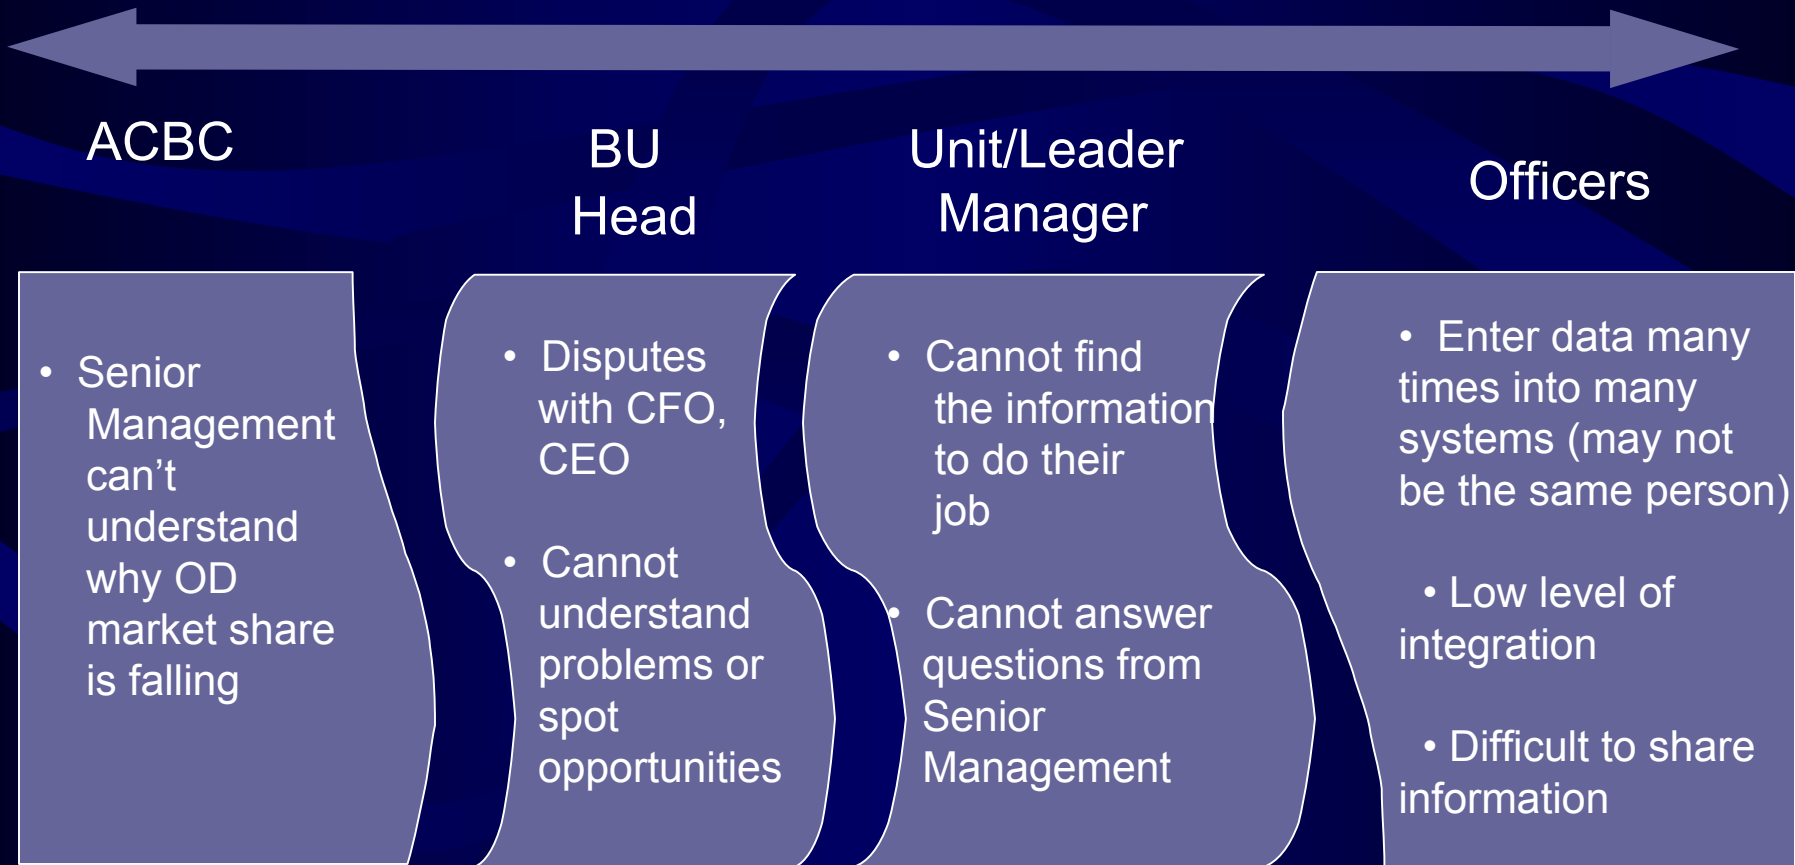 ACBC
BU
Head
Unit/Leader
Manager
Officers
• Senior
Management
can’t
understand
why OD
market share
is falling
• Disputes
with CFO,
CEO
• Cannot
understand
problems or
spot
opportunities
• Cannot find
the information
to do their
job
• Cannot answer
questions from
Senior
Management
• Enter data many
times into many
systems (may not
be the same person)
• Low level of
integration
• Difficult to share
information